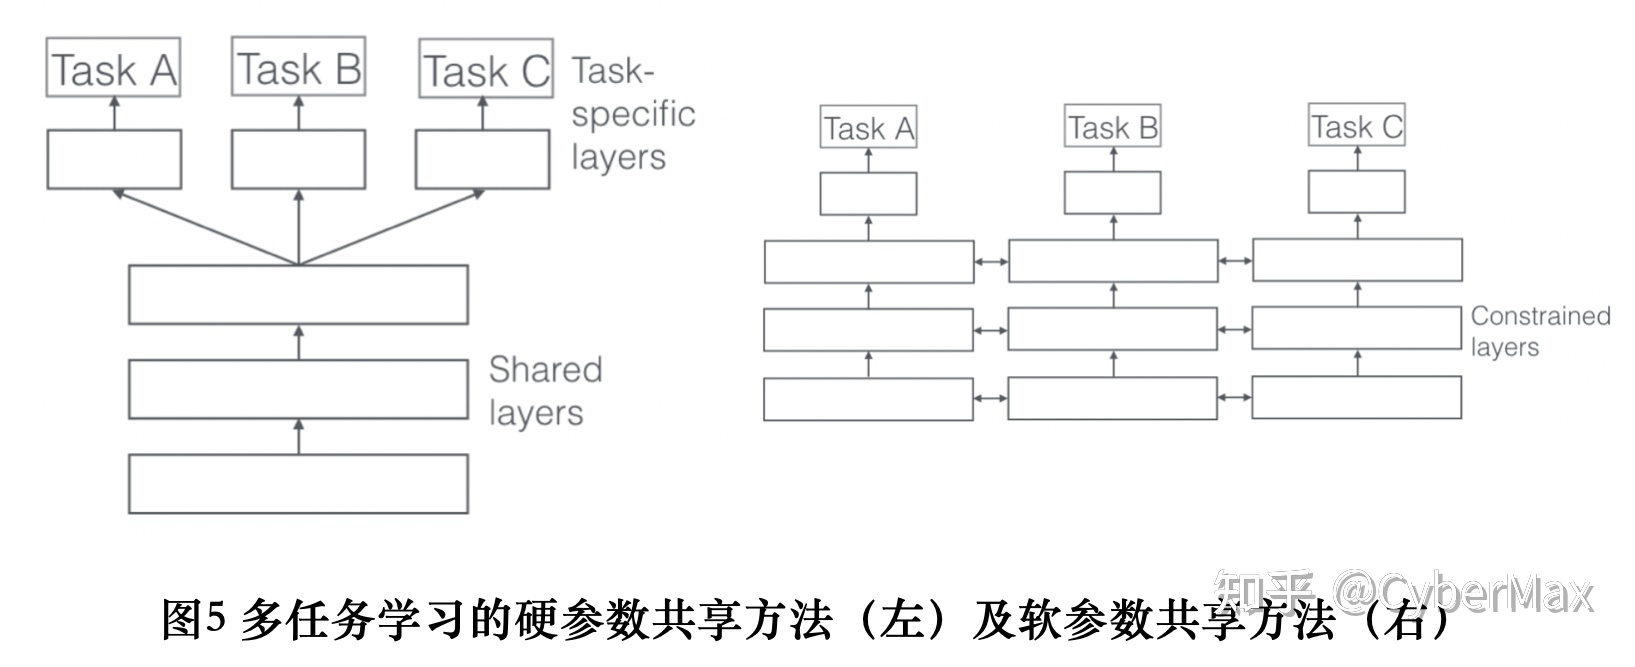 Task A
Task B
Task C
Task-
specific
layers
Shared
layers
Task A
Task B
Task C
Constrained
layers
知乎 @CyberMax
图5 多任务学习的硬参数共享方法（左）及软参数共享方法（右）